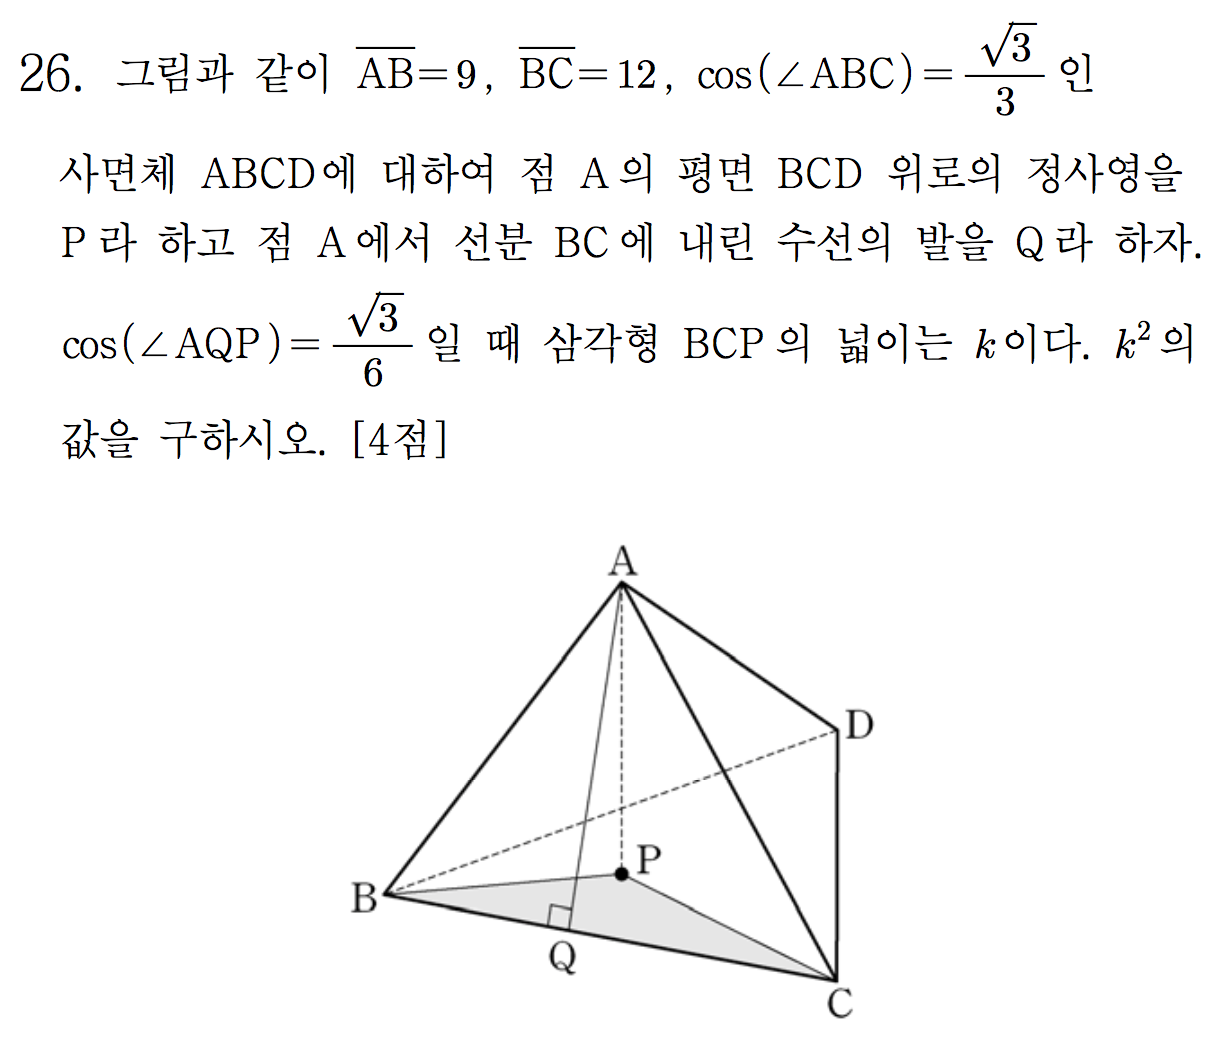 26. 그림과 같이 $\overline{AB}=9$, $\overline{BC}=12$, $\cos(\angle ABC)=\frac{\sqrt{3}}{3}$ 인
사면체 ABCD에 대하여 점 A의 평면 BCD 위로의 정사영을
P라 하고 점 A에서 선분 BC에 내린 수선의 발을 Q라 하자.
$\cos(\angle AQP)=\frac{\sqrt{3}}{6}$ 일 때 삼각형 BCP의 넓이는 $k$이다. $k^2$의
값을 구하시오. [4점]
A
D
P
B
Q
C